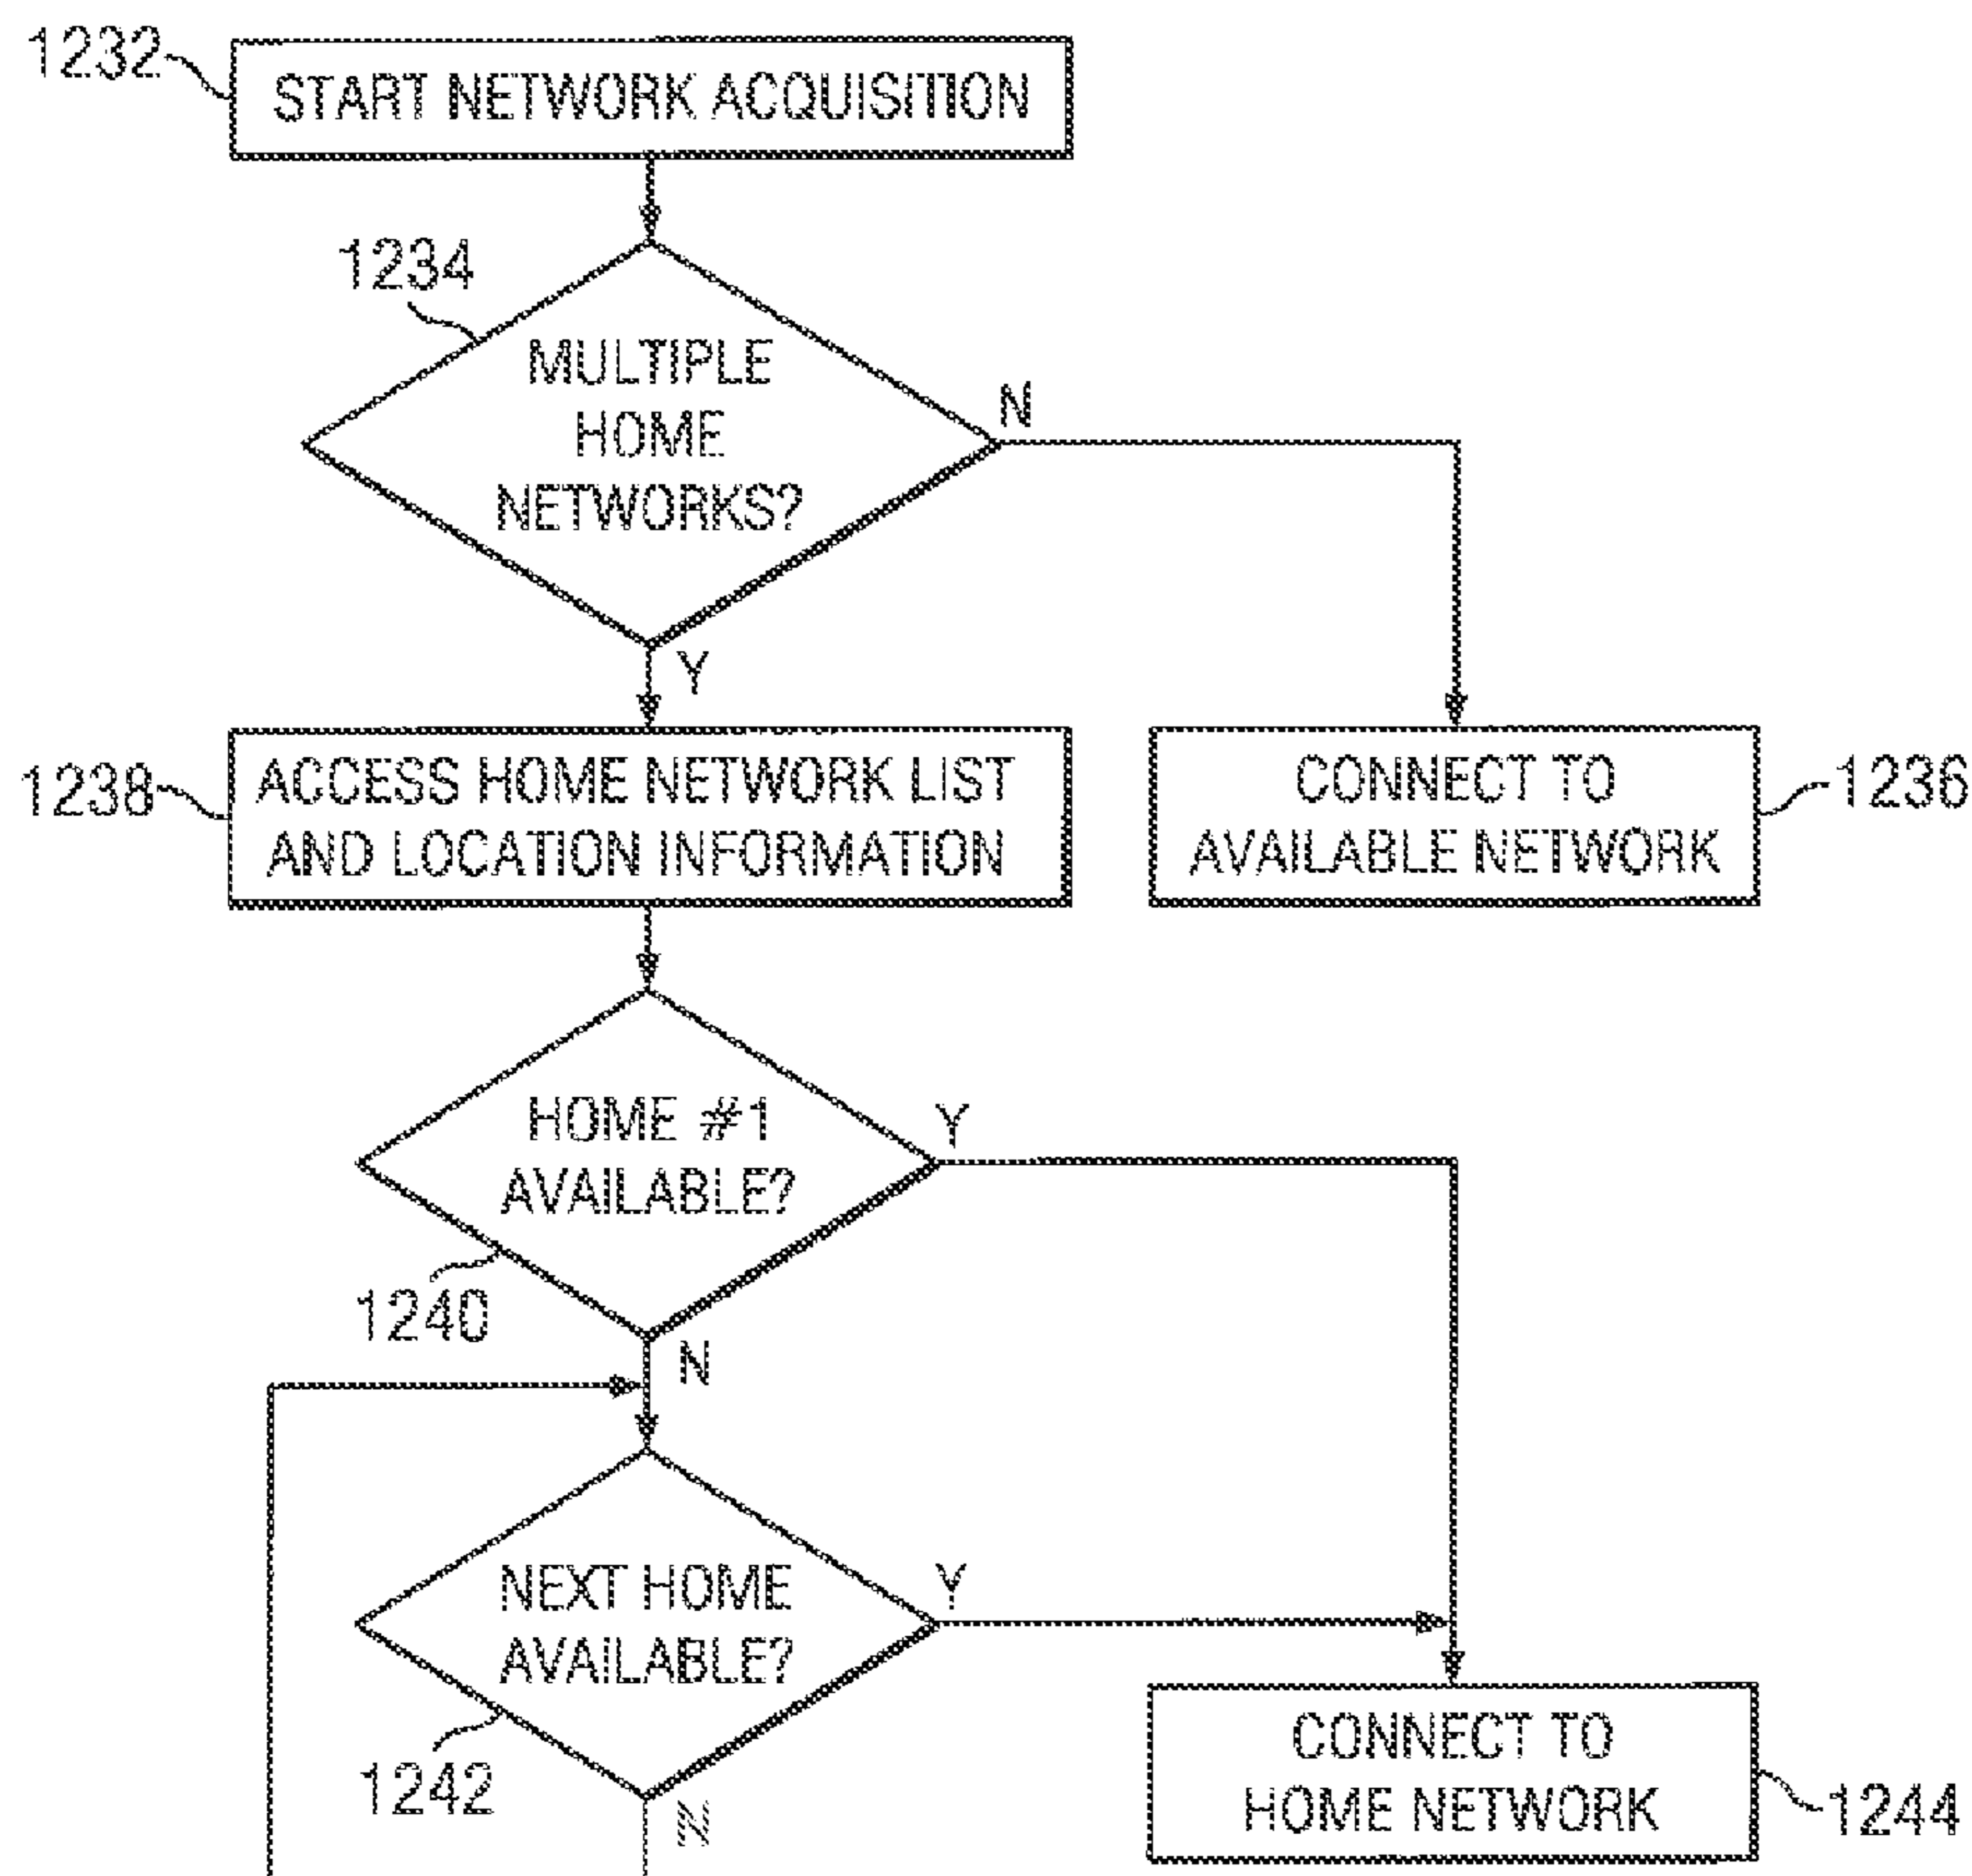 1232
START NETWORK ACQUISITION
1234
MULTIPLE
HOME
NETWORKS?
N
Y
1238
ACCESS HOME NETWORK LIST
AND LOCATION INFORMATION
CONNECT TO
AVAILABLE NETWORK
1236
HOME #1
AVAILABLE?
Y
1240
N
NEXT HOME
AVAILABLE?
Y
1242
N
CONNECT TO
HOME NETWORK
1244